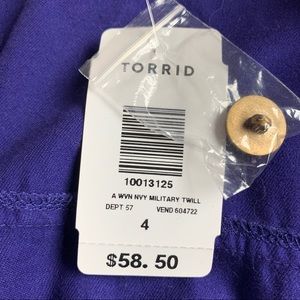 TORRID
10013125
A WVN NVY MILITARY TWILL
DEPT 57 VEND 604722
4
$58.50